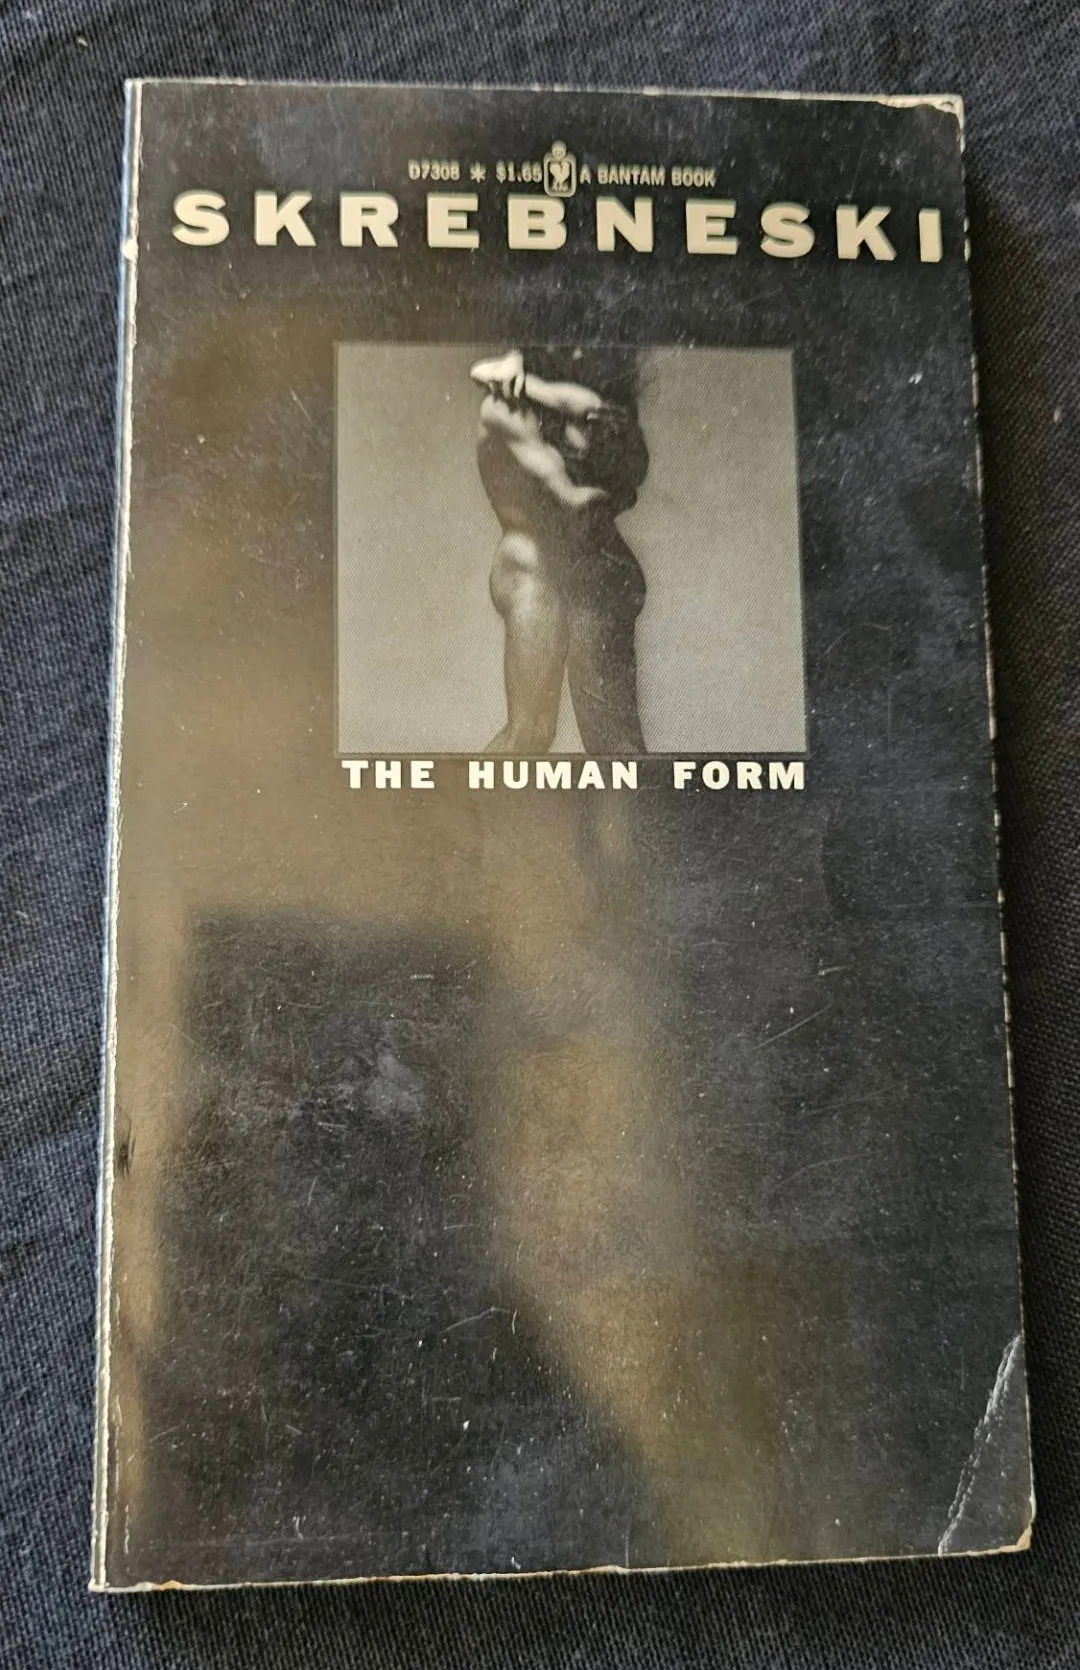 D7308 * $1.65 A BANTAM BOOK
SKREBNESKI
THE HUMAN FORM